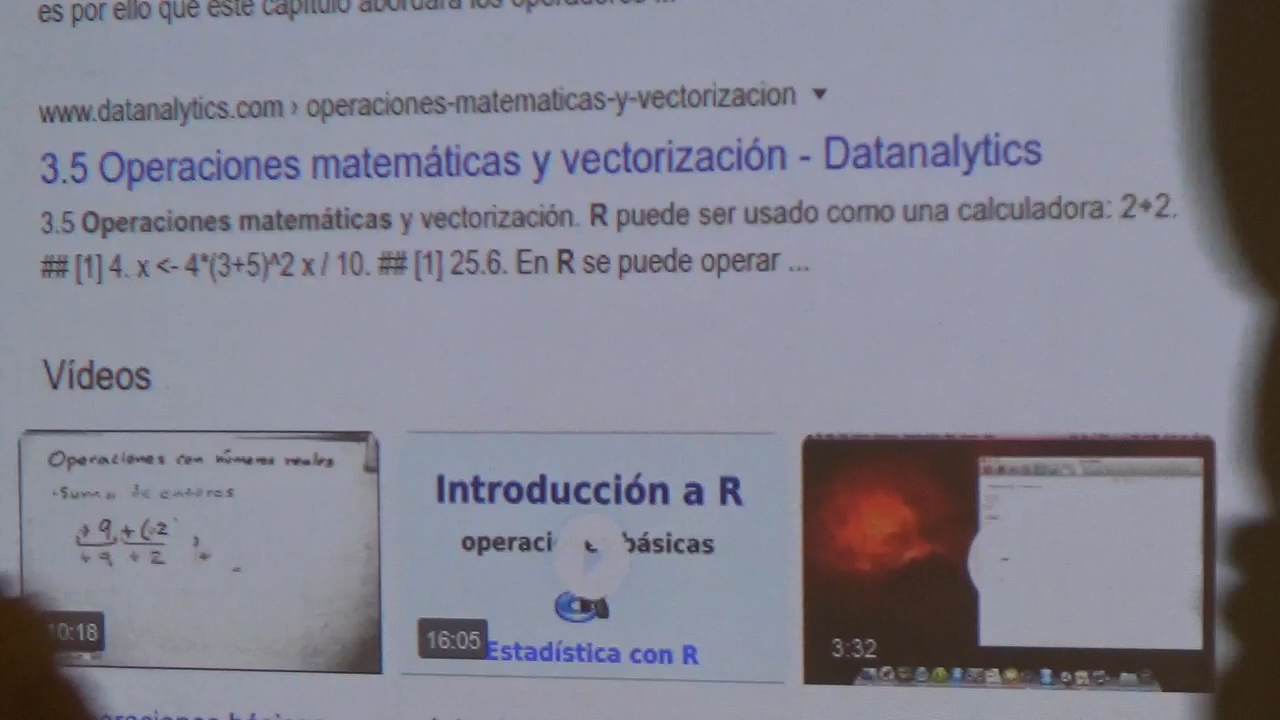 es por ello que este capítulo abordará los operadores ...
www.datanalytics.com › operaciones-matematicas-y-vectorizacion
3.5 Operaciones matemáticas y vectorización - Datanalytics
3.5 Operaciones matemáticas y vectorización. R puede ser usado como una calculadora: 2+2.
## [1] 4. x <- 4*(3+5)^2 x / 10. ## [1] 25.6. En R se puede operar ...
Vídeos
Operaciones con números reales
Suma de enteros
10:18
Introducción a R
operaci básicas
16:05
Estadística con R
3:32